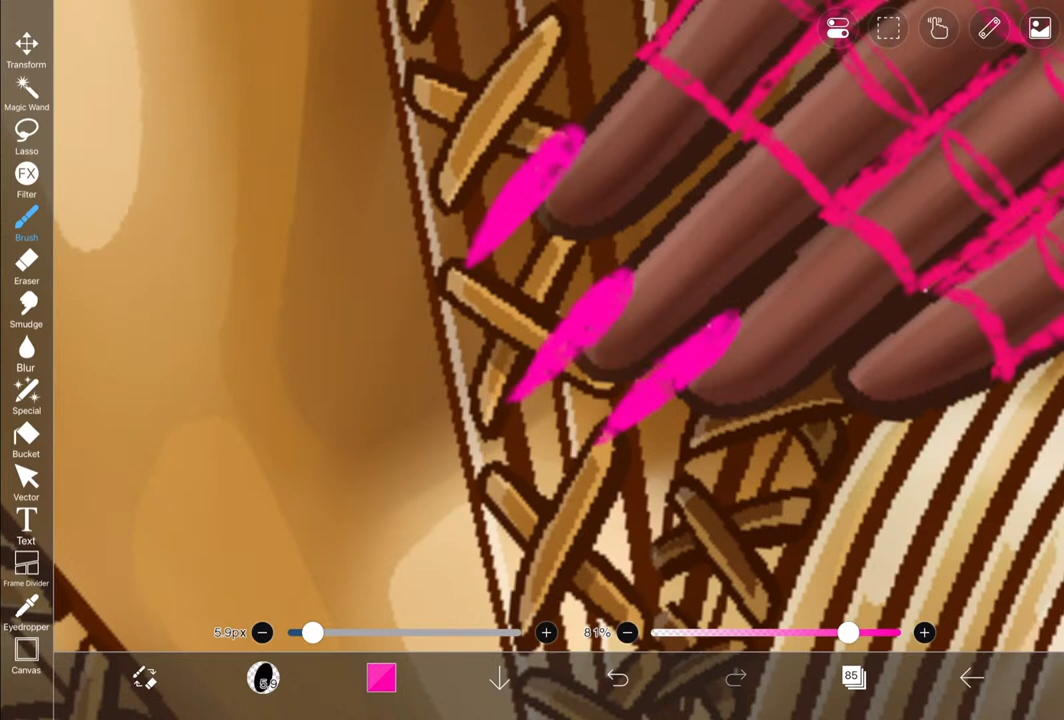 Transform
Magic Wand
Lasso
FX
Filter
Brush
Eraser
Smudge
Blur
Special
Bucket
Vector
T
Text
Frame Divider
Eyedropper
Canvas
5.9px
81%
85